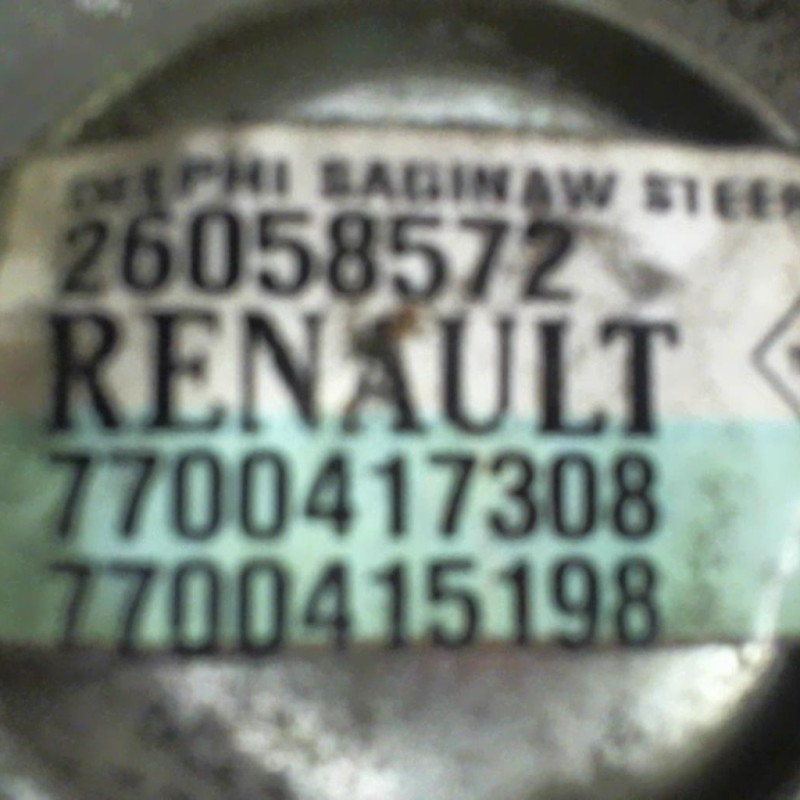 DELPHI SAGINAW STEER
26058572
RENAULT
7700417308
7700415198